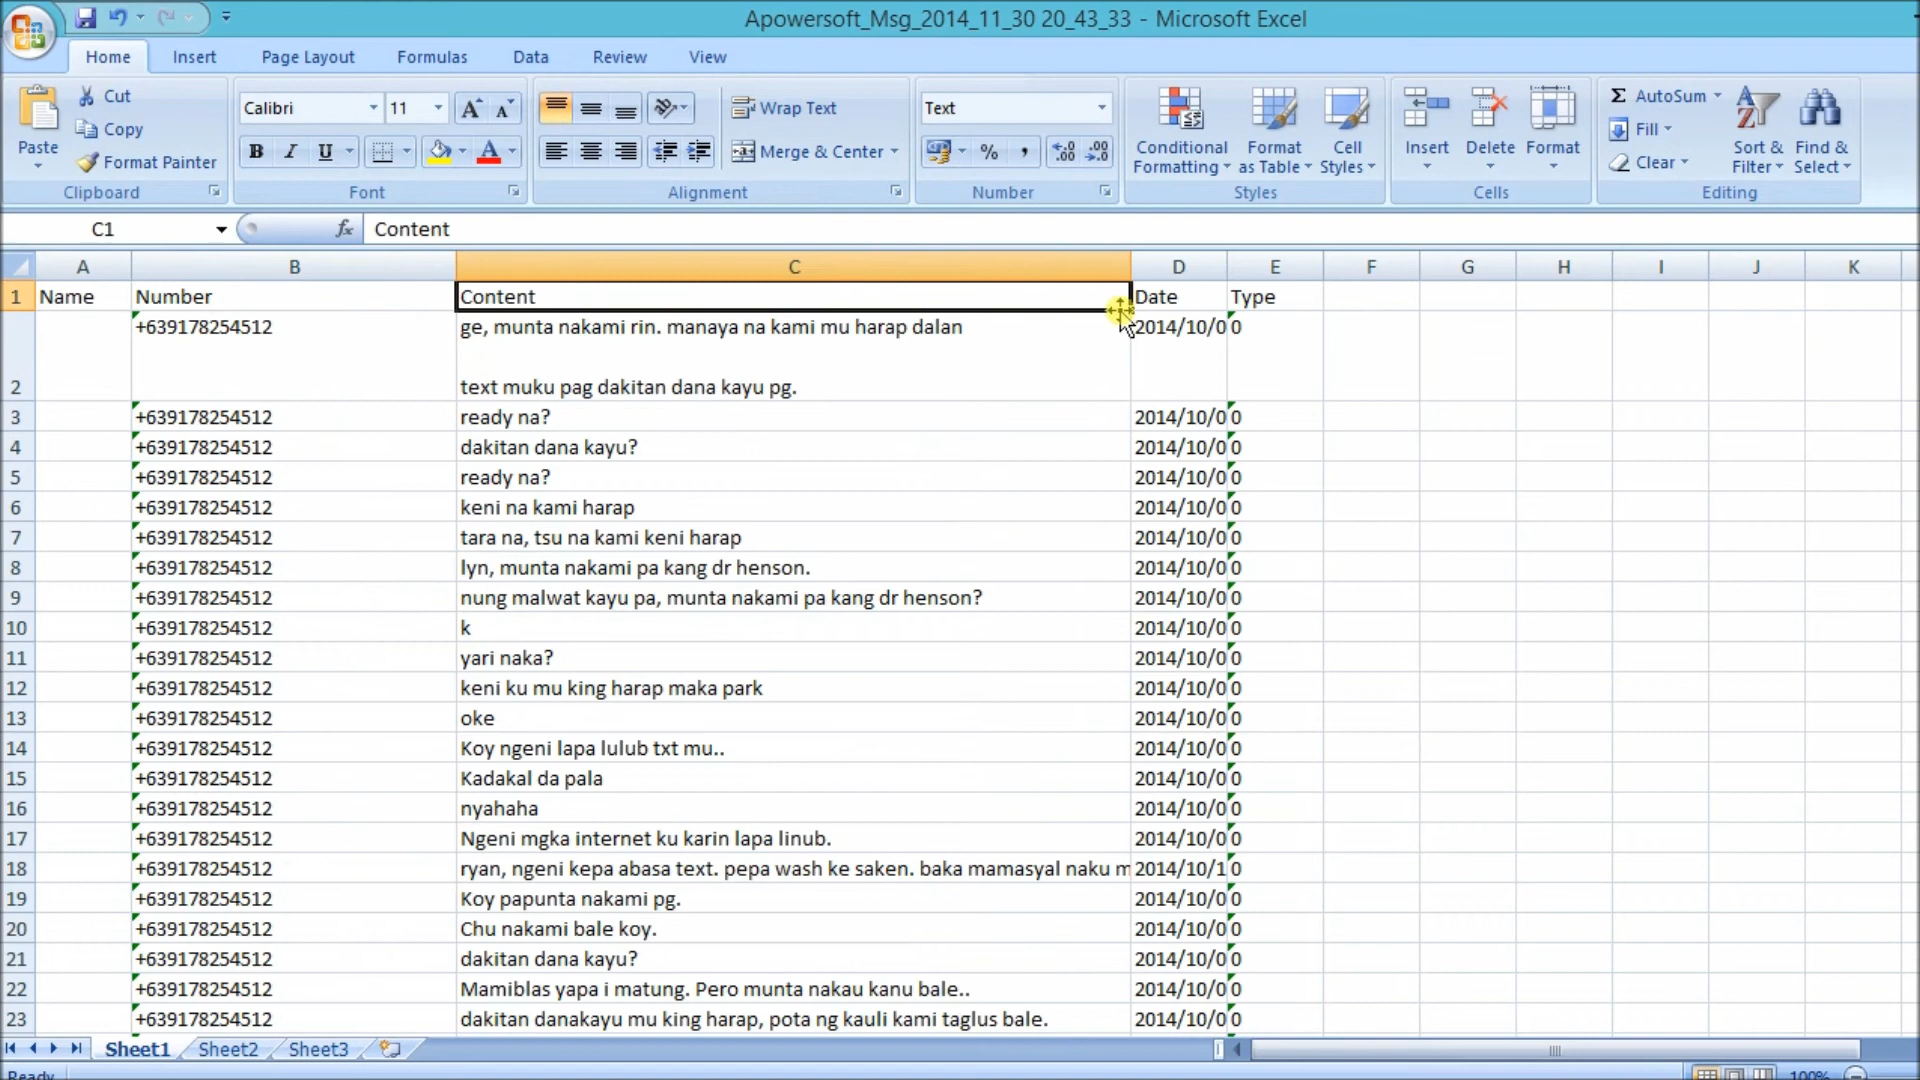 Apowersoft_Msg_2014_11_30 20_43_33 - Microsoft Excel
Home Insert Page Layout Formulas Data Review View
Paste Cut Copy Format Painter
Calibri 11
B I U A
Wrap Text
Merge & Center
Text
% ,
Conditional Formatting Format as Table Cell Styles
Insert Delete Format
Σ AutoSum Fill Clear
Sort & Filter Find & Select
Clipboard Font Alignment Number Styles Cells Editing
C1 fx Content
A B C D E F G H I J K
1 Name Number Content Date Type
+639178254512 ge, munta nakami rin. manaya na kami mu harap dalan 2014/10/0 0
2 text muku pag dakitan dana kayu pg.
3 +639178254512 ready na? 2014/10/0 0
4 +639178254512 dakitan dana kayu? 2014/10/0 0
5 +639178254512 ready na? 2014/10/0 0
6 +639178254512 keni na kami harap 2014/10/0 0
7 +639178254512 tara na, tsu na kami keni harap 2014/10/0 0
8 +639178254512 lyn, munta nakami pa kang dr henson. 2014/10/0 0
9 +639178254512 nung malwat kayu pa, munta nakami pa kang dr henson? 2014/10/0 0
10 +639178254512 k 2014/10/0 0
11 +639178254512 yari naka? 2014/10/0 0
12 +639178254512 keni ku mu king harap maka park 2014/10/0 0
13 +639178254512 oke 2014/10/0 0
14 +639178254512 Koy ngeni lapa lulub txt mu.. 2014/10/0 0
15 +639178254512 Kadakal da pala 2014/10/0 0
16 +639178254512 nyahaha 2014/10/0 0
17 +639178254512 Ngeni mgka internet ku karin lapa linub. 2014/10/0 0
18 +639178254512 ryan, ngeni kepa abasa text. pepa wash ke saken. baka mamasyal naku m 2014/10/1 0
19 +639178254512 Koy papunta nakami pg. 2014/10/0 0
20 +639178254512 Chu nakami bale koy. 2014/10/0 0
21 +639178254512 dakitan dana kayu? 2014/10/0 0
22 +639178254512 Mamiblas yapa i matung. Pero munta nakau kanu bale.. 2014/10/0 0
23 +639178254512 dakitan danakayu mu king harap, pota ng kauli kami taglus bale. 2014/10/0 0
Sheet1 Sheet2 Sheet3
Ready 100%